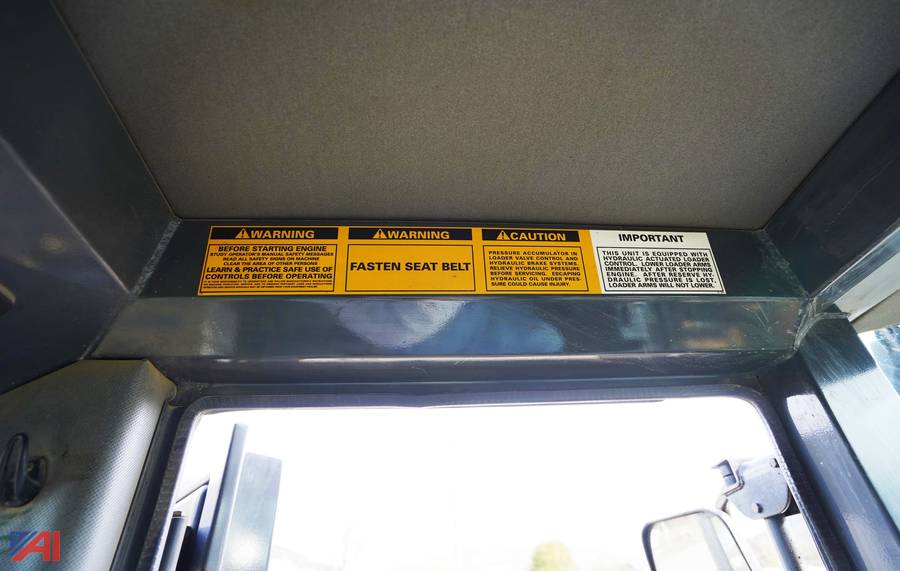 WARNING
BEFORE STARTING ENGINE
STUDY OPERATOR'S MANUAL SAFETY MESSAGES
READ ALL SAFETY SIGNS ON MACHINE
CLEAR THE AREA OF OTHER PERSONS
LEARN & PRACTICE SAFE USE OF
CONTROLS BEFORE OPERATING
WARNING
FASTEN SEAT BELT
CAUTION
PRESSURE ACCUMULATOR IN
LOADER VALVE CONTROL AND
HYDRAULIC BRAKE SYSTEMS.
RELIEVE HYDRAULIC PRESSURE
BEFORE SERVICING. ESCAPING
HYDRAULIC OIL UNDER PRES-
SURE COULD CAUSE INJURY.
IMPORTANT
THIS UNIT IS EQUIPPED WITH
HYDRAULIC ACTUATED LOADER
CONTROL. LOWER LOADER ARMS
IMMEDIATELY AFTER STOPPING
ENGINE. AFTER RESERVE HY-
DRAULIC PRESSURE IS LOST,
LOADER ARMS WILL NOT LOWER.
AI